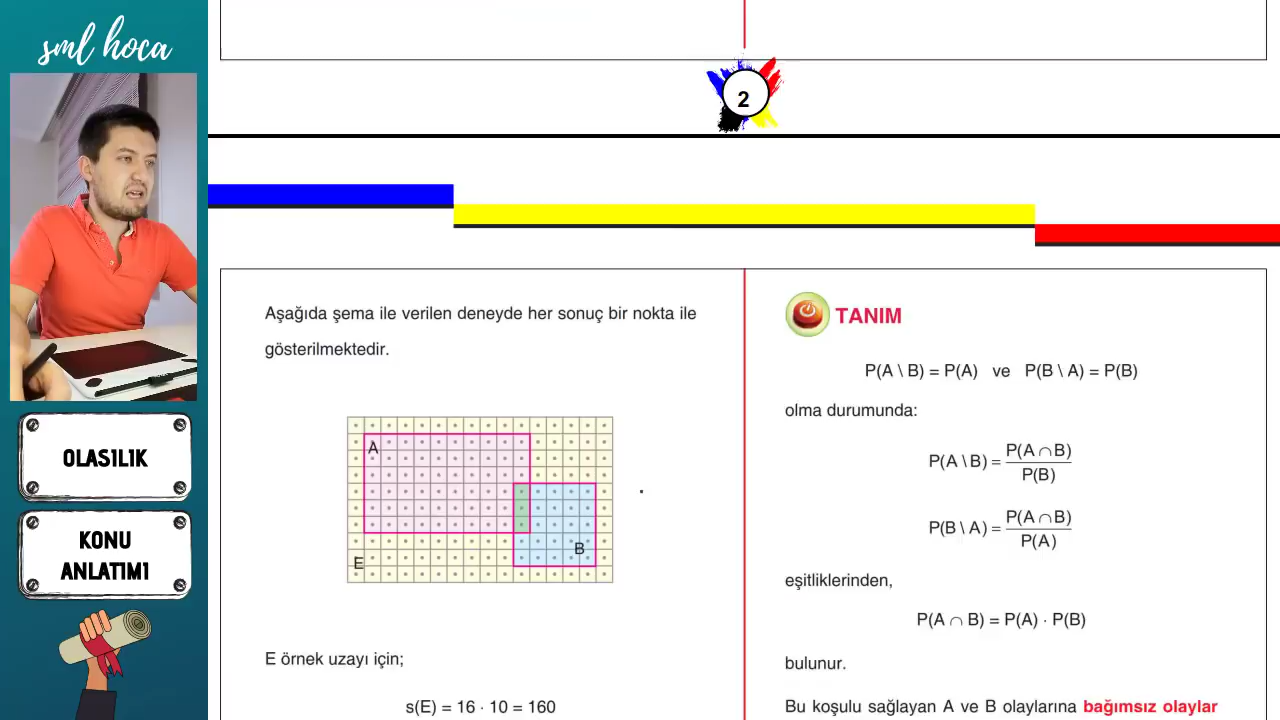 sml hoca
OLASILIK
KONU
ANLATIMI
2
Aşağıda şema ile verilen deneyde her sonuç bir nokta ile
gösterilmektedir.
A
B
E
E örnek uzayı için;
s(E) = 16 · 10 = 160
TANIM
P(A \ B) = P(A) ve P(B \ A) = P(B)
olma durumunda:
P(A \ B) = P(A ∩ B) / P(B)
P(B \ A) = P(A ∩ B) / P(A)
eşitliklerinden,
P(A ∩ B) = P(A) · P(B)
bulunur.
Bu koşulu sağlayan A ve B olaylarına bağımsız olaylar